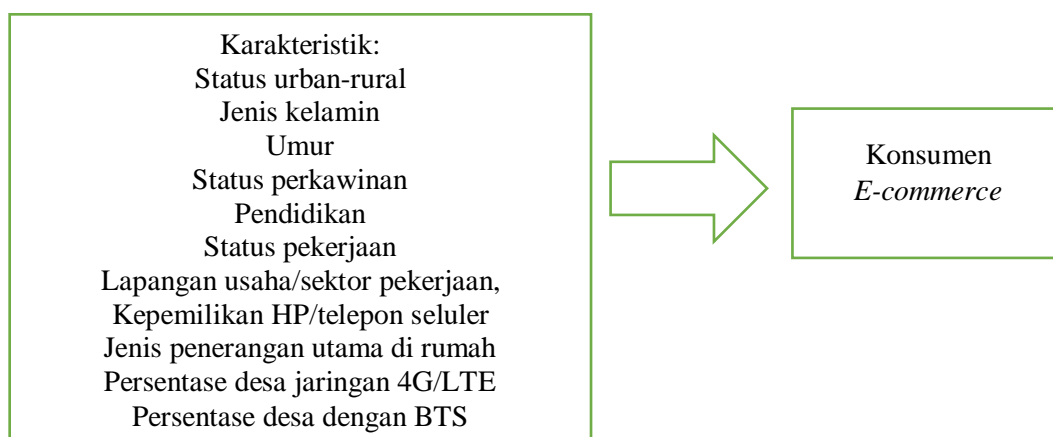 Karakteristik:
Status urban-rural
Jenis kelamin
Umur
Status perkawinan
Pendidikan
Status pekerjaan
Lapangan usaha/sektor pekerjaan,
Kepemilikan HP/telepon seluler
Jenis penerangan utama di rumah
Persentase desa jaringan 4G/LTE
Persentase desa dengan BTS
Konsumen
E-commerce